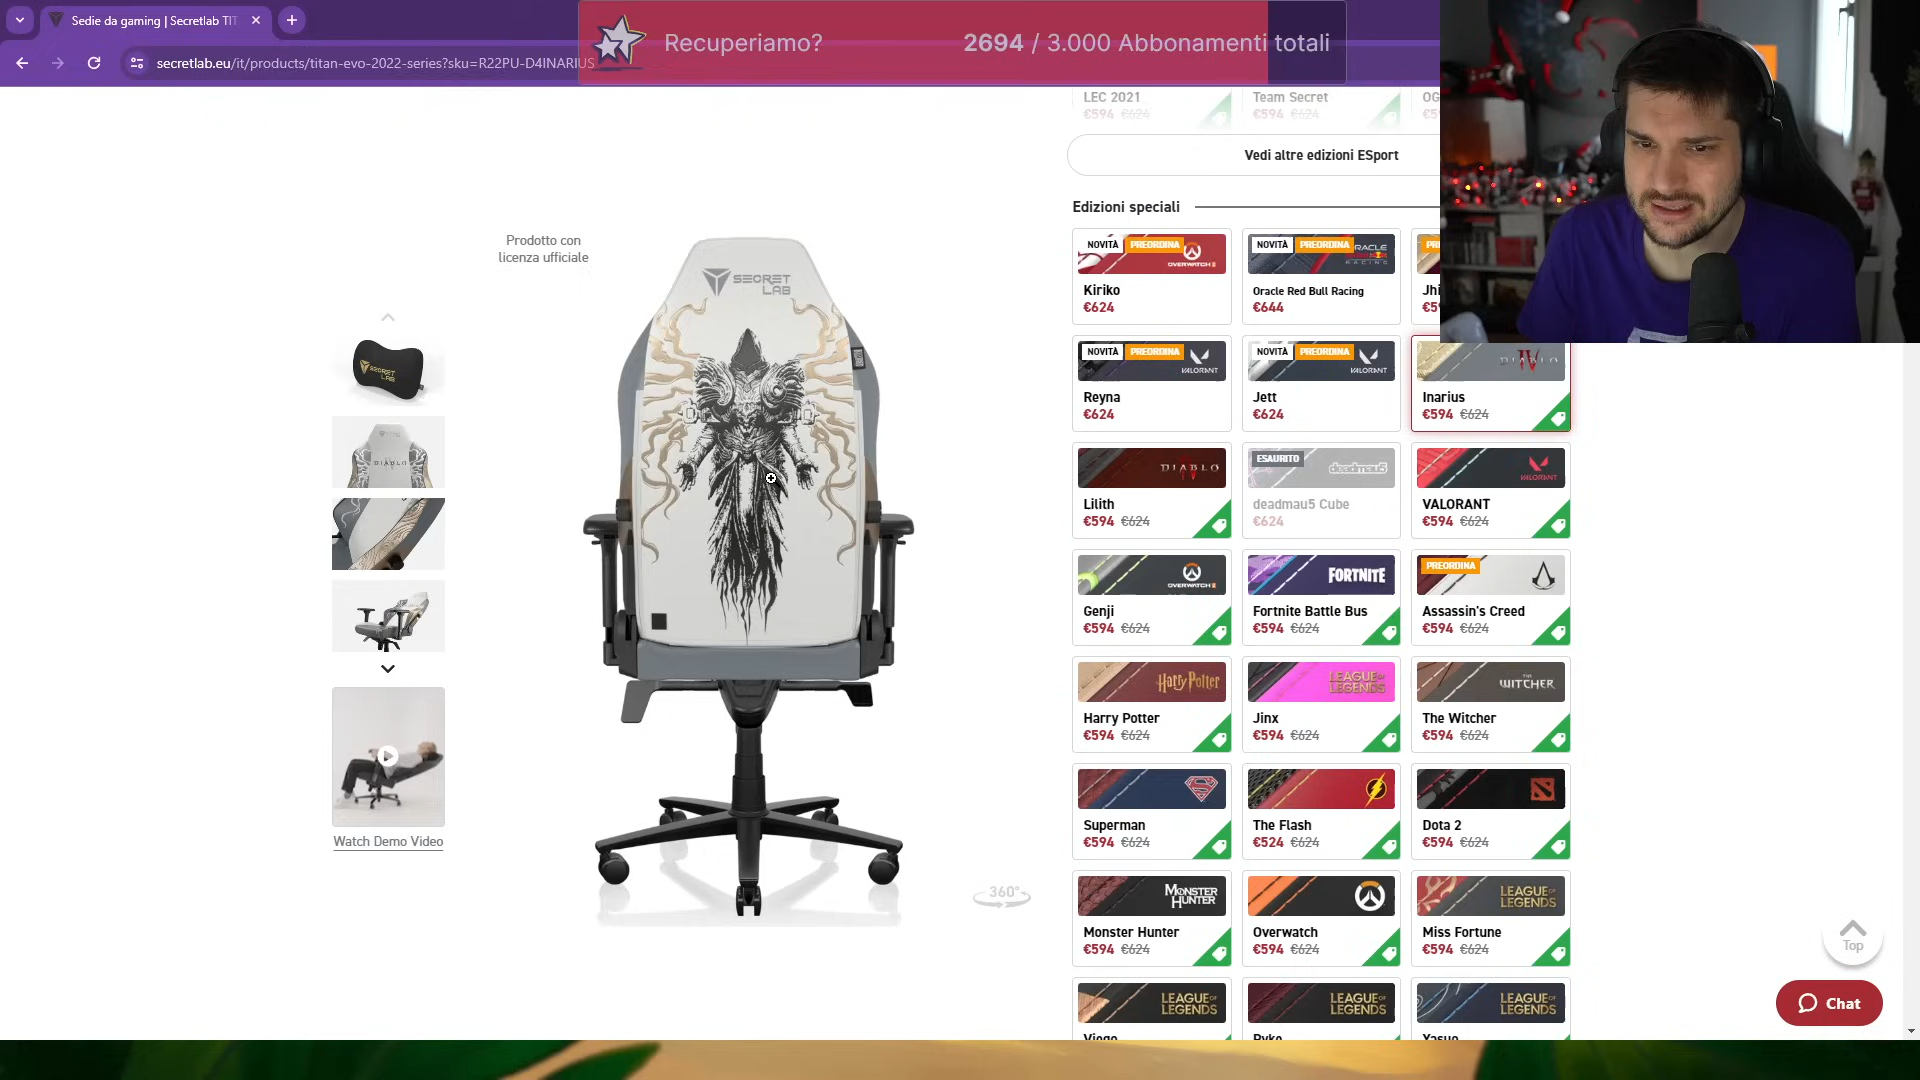 Sedie da gaming | Secretlab TIT
secretlab.eu/it/products/titan-evo-2022-series?sku=R22PU-D4INARIUS
Recuperiamo?
2694 / 3.000 Abbonamenti totali
LEC 2021
€594 €624
Team Secret
€594 €624
OG
Vedi altre edizioni ESport
Edizioni speciali
Prodotto con
licenza ufficiale
SECRET
LAB
SECRET
LAB
DIABLO
Watch Demo Video
360°
NOVITÀ PREORDINA
OVERWATCH 2
Kiriko
€624
NOVITÀ PREORDINA
ORACLE
Red Bull
RACING
Oracle Red Bull Racing
€644
NOVITÀ PREORDINA
VALORANT
Reyna
€624
NOVITÀ PREORDINA
VALORANT
Jett
€624
DIABLO IV
Inarius
€594 €624
DIABLO IV
Lilith
€594 €624
ESAURITO
deadmau5
deadmau5 Cube
€624
VALORANT
VALORANT
€594 €624
OVERWATCH 2
Genji
€594 €624
FORTNITE
Fortnite Battle Bus
€594 €624
PREORDINA
Assassin's Creed
€594 €624
Harry Potter
Harry Potter
€594 €624
LEAGUE OF LEGENDS
Jinx
€594 €624
THE WITCHER
The Witcher
€594 €624
Superman
€594 €624
The Flash
€524 €624
Dota 2
€594 €624
MONSTER HUNTER
Monster Hunter
€594 €624
Overwatch
€594 €624
LEAGUE OF LEGENDS
Miss Fortune
€594 €624
LEAGUE OF LEGENDS
Viego
LEAGUE OF LEGENDS
Pyke
LEAGUE OF LEGENDS
Yasuo
Top
Chat